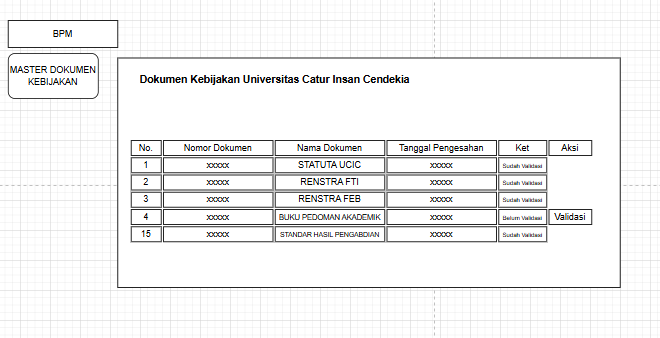 BPM
MASTER DOKUMEN
KEBIJAKAN
Dokumen Kebijakan Universitas Catur Insan Cendekia
No. Nomor Dokumen Nama Dokumen Tanggal Pengesahan Ket Aksi
1 xxxxx STATUTA UCIC xxxxx Sudah Validasi
2 xxxxx RENSTRA FTI xxxxx Sudah Validasi
3 xxxxx RENSTRA FEB xxxxx Sudah Validasi
4 xxxxx BUKU PEDOMAN AKADEMIK xxxxx Belum Validasi Validasi
15 xxxxx STANDAR HASIL PENGABDIAN xxxxx Sudah Validasi